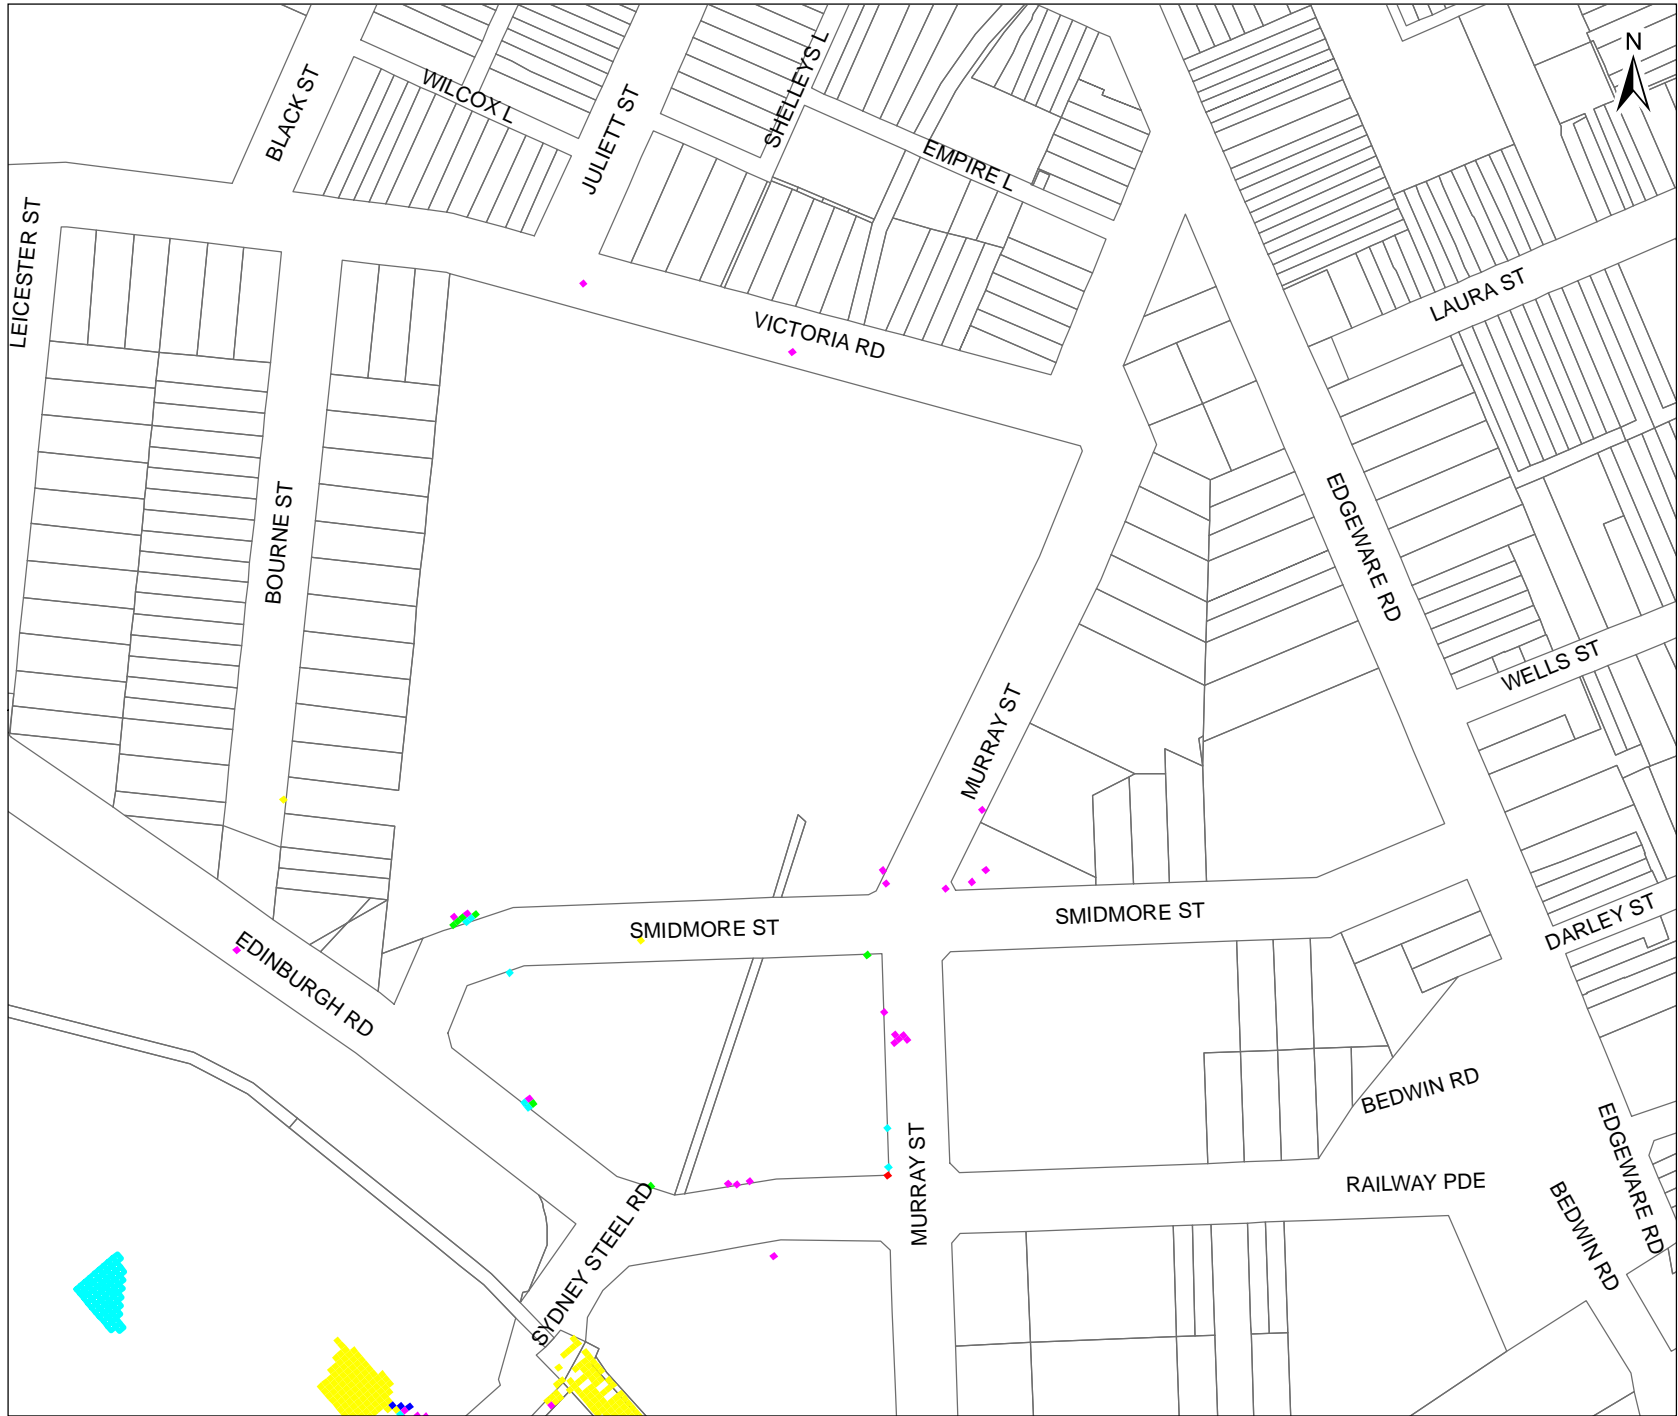 N
BLACK ST
WILCOX L
JULIETT ST
SHELLEYS L
EMPIRE L
LEICESTER ST
LAURA ST
VICTORIA RD
BOURNE ST
EDGEWARE RD
WELLS ST
MURRAY ST
SMIDMORE ST
SMIDMORE ST
DARLEY ST
EDINBURGH RD
BEDWIN RD
MURRAY ST
RAILWAY PDE
EDGEWARE RD
BEDWIN RD
SYDNEY STEEL RD